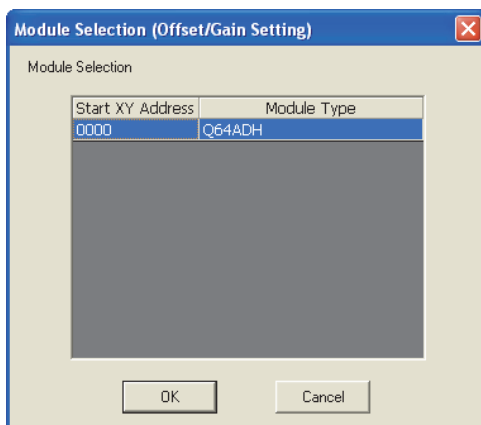 Module Selection (Offset/Gain Setting)
Module Selection
Start XY Address Module Type
0000 Q64ADH
OK Cancel